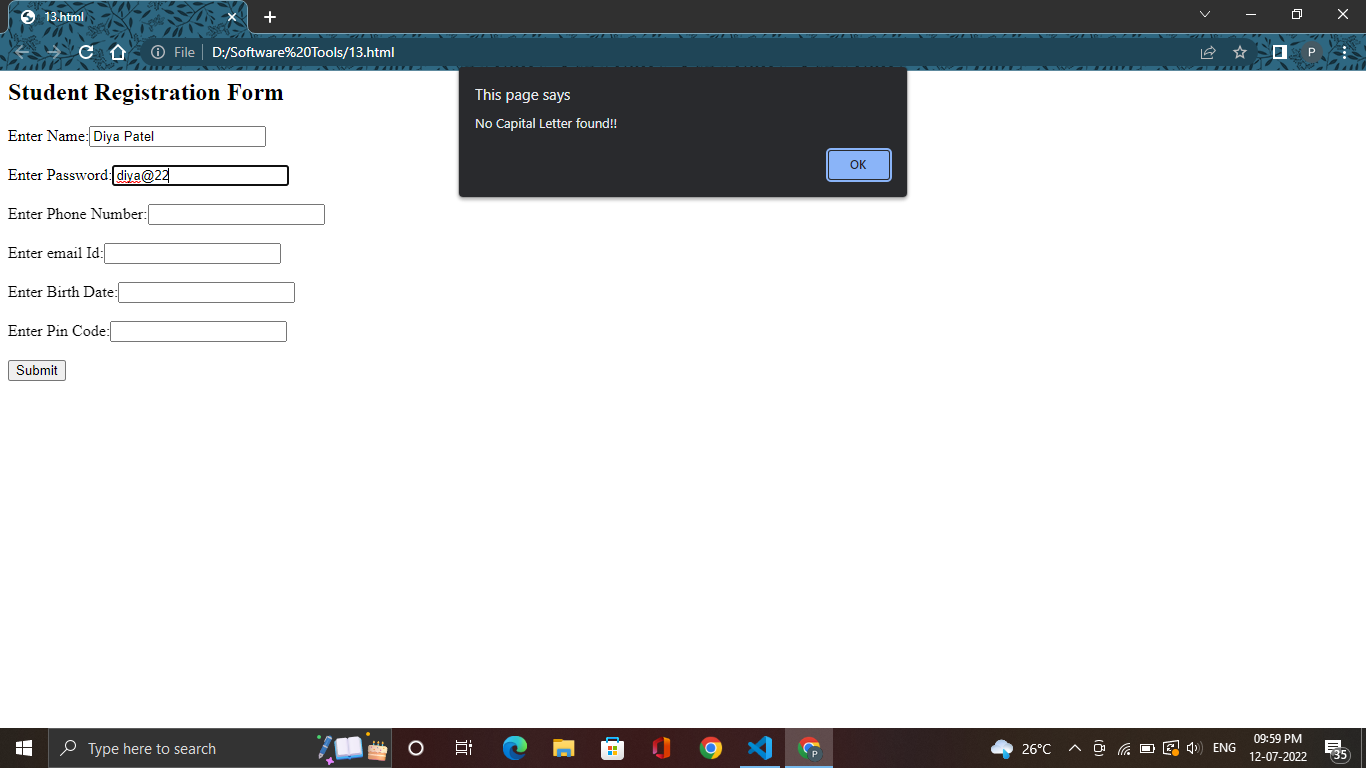 13.html
File
D:/Software%20Tools/13.html
P
This page says
No Capital Letter found!!
OK
Student Registration Form
Enter Name:Diya Patel
Enter Password:diya@22
Enter Phone Number:
Enter email Id:
Enter Birth Date:
Enter Pin Code:
Submit
Type here to search
P
26°C
ENG
09:59 PM
12-07-2022
35